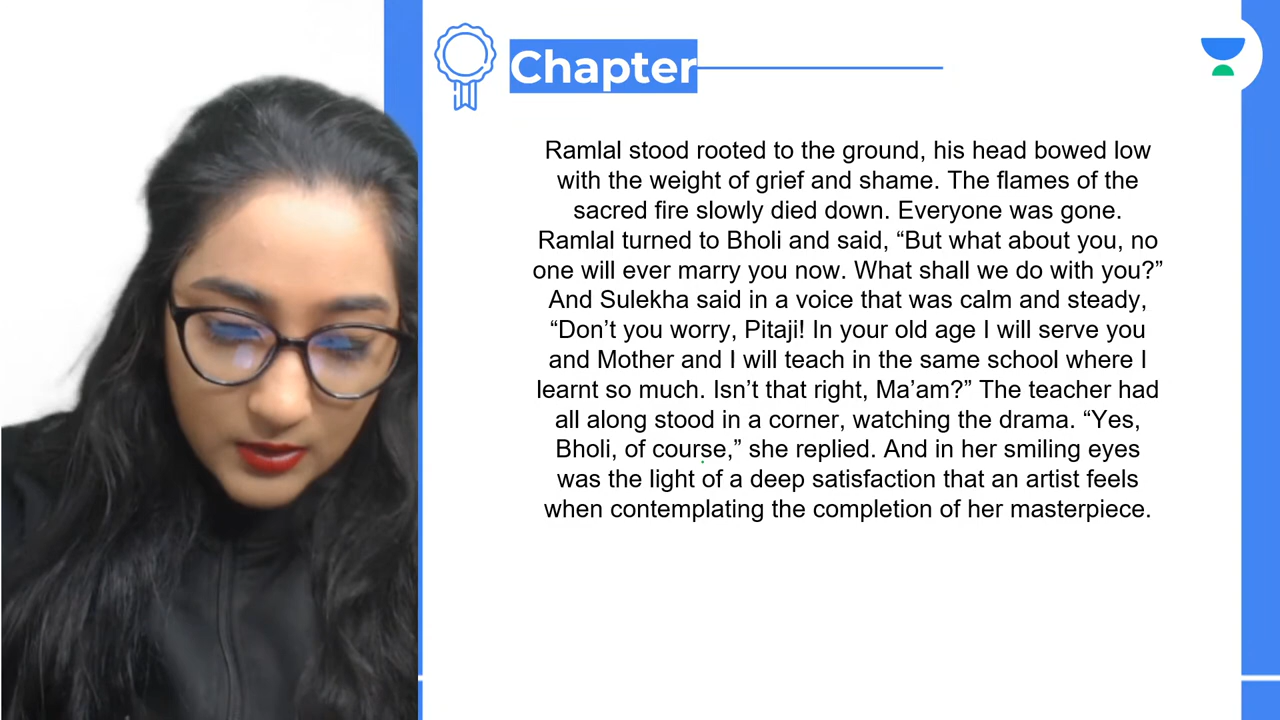 Chapter
Ramlal stood rooted to the ground, his head bowed low
with the weight of grief and shame. The flames of the
sacred fire slowly died down. Everyone was gone.
Ramlal turned to Bholi and said, “But what about you, no
one will ever marry you now. What shall we do with you?”
And Sulekha said in a voice that was calm and steady,
“Don’t you worry, Pitaji! In your old age I will serve you
and Mother and I will teach in the same school where I
learnt so much. Isn’t that right, Ma’am?” The teacher had
all along stood in a corner, watching the drama. “Yes,
Bholi, of course,” she replied. And in her smiling eyes
was the light of a deep satisfaction that an artist feels
when contemplating the completion of her masterpiece.